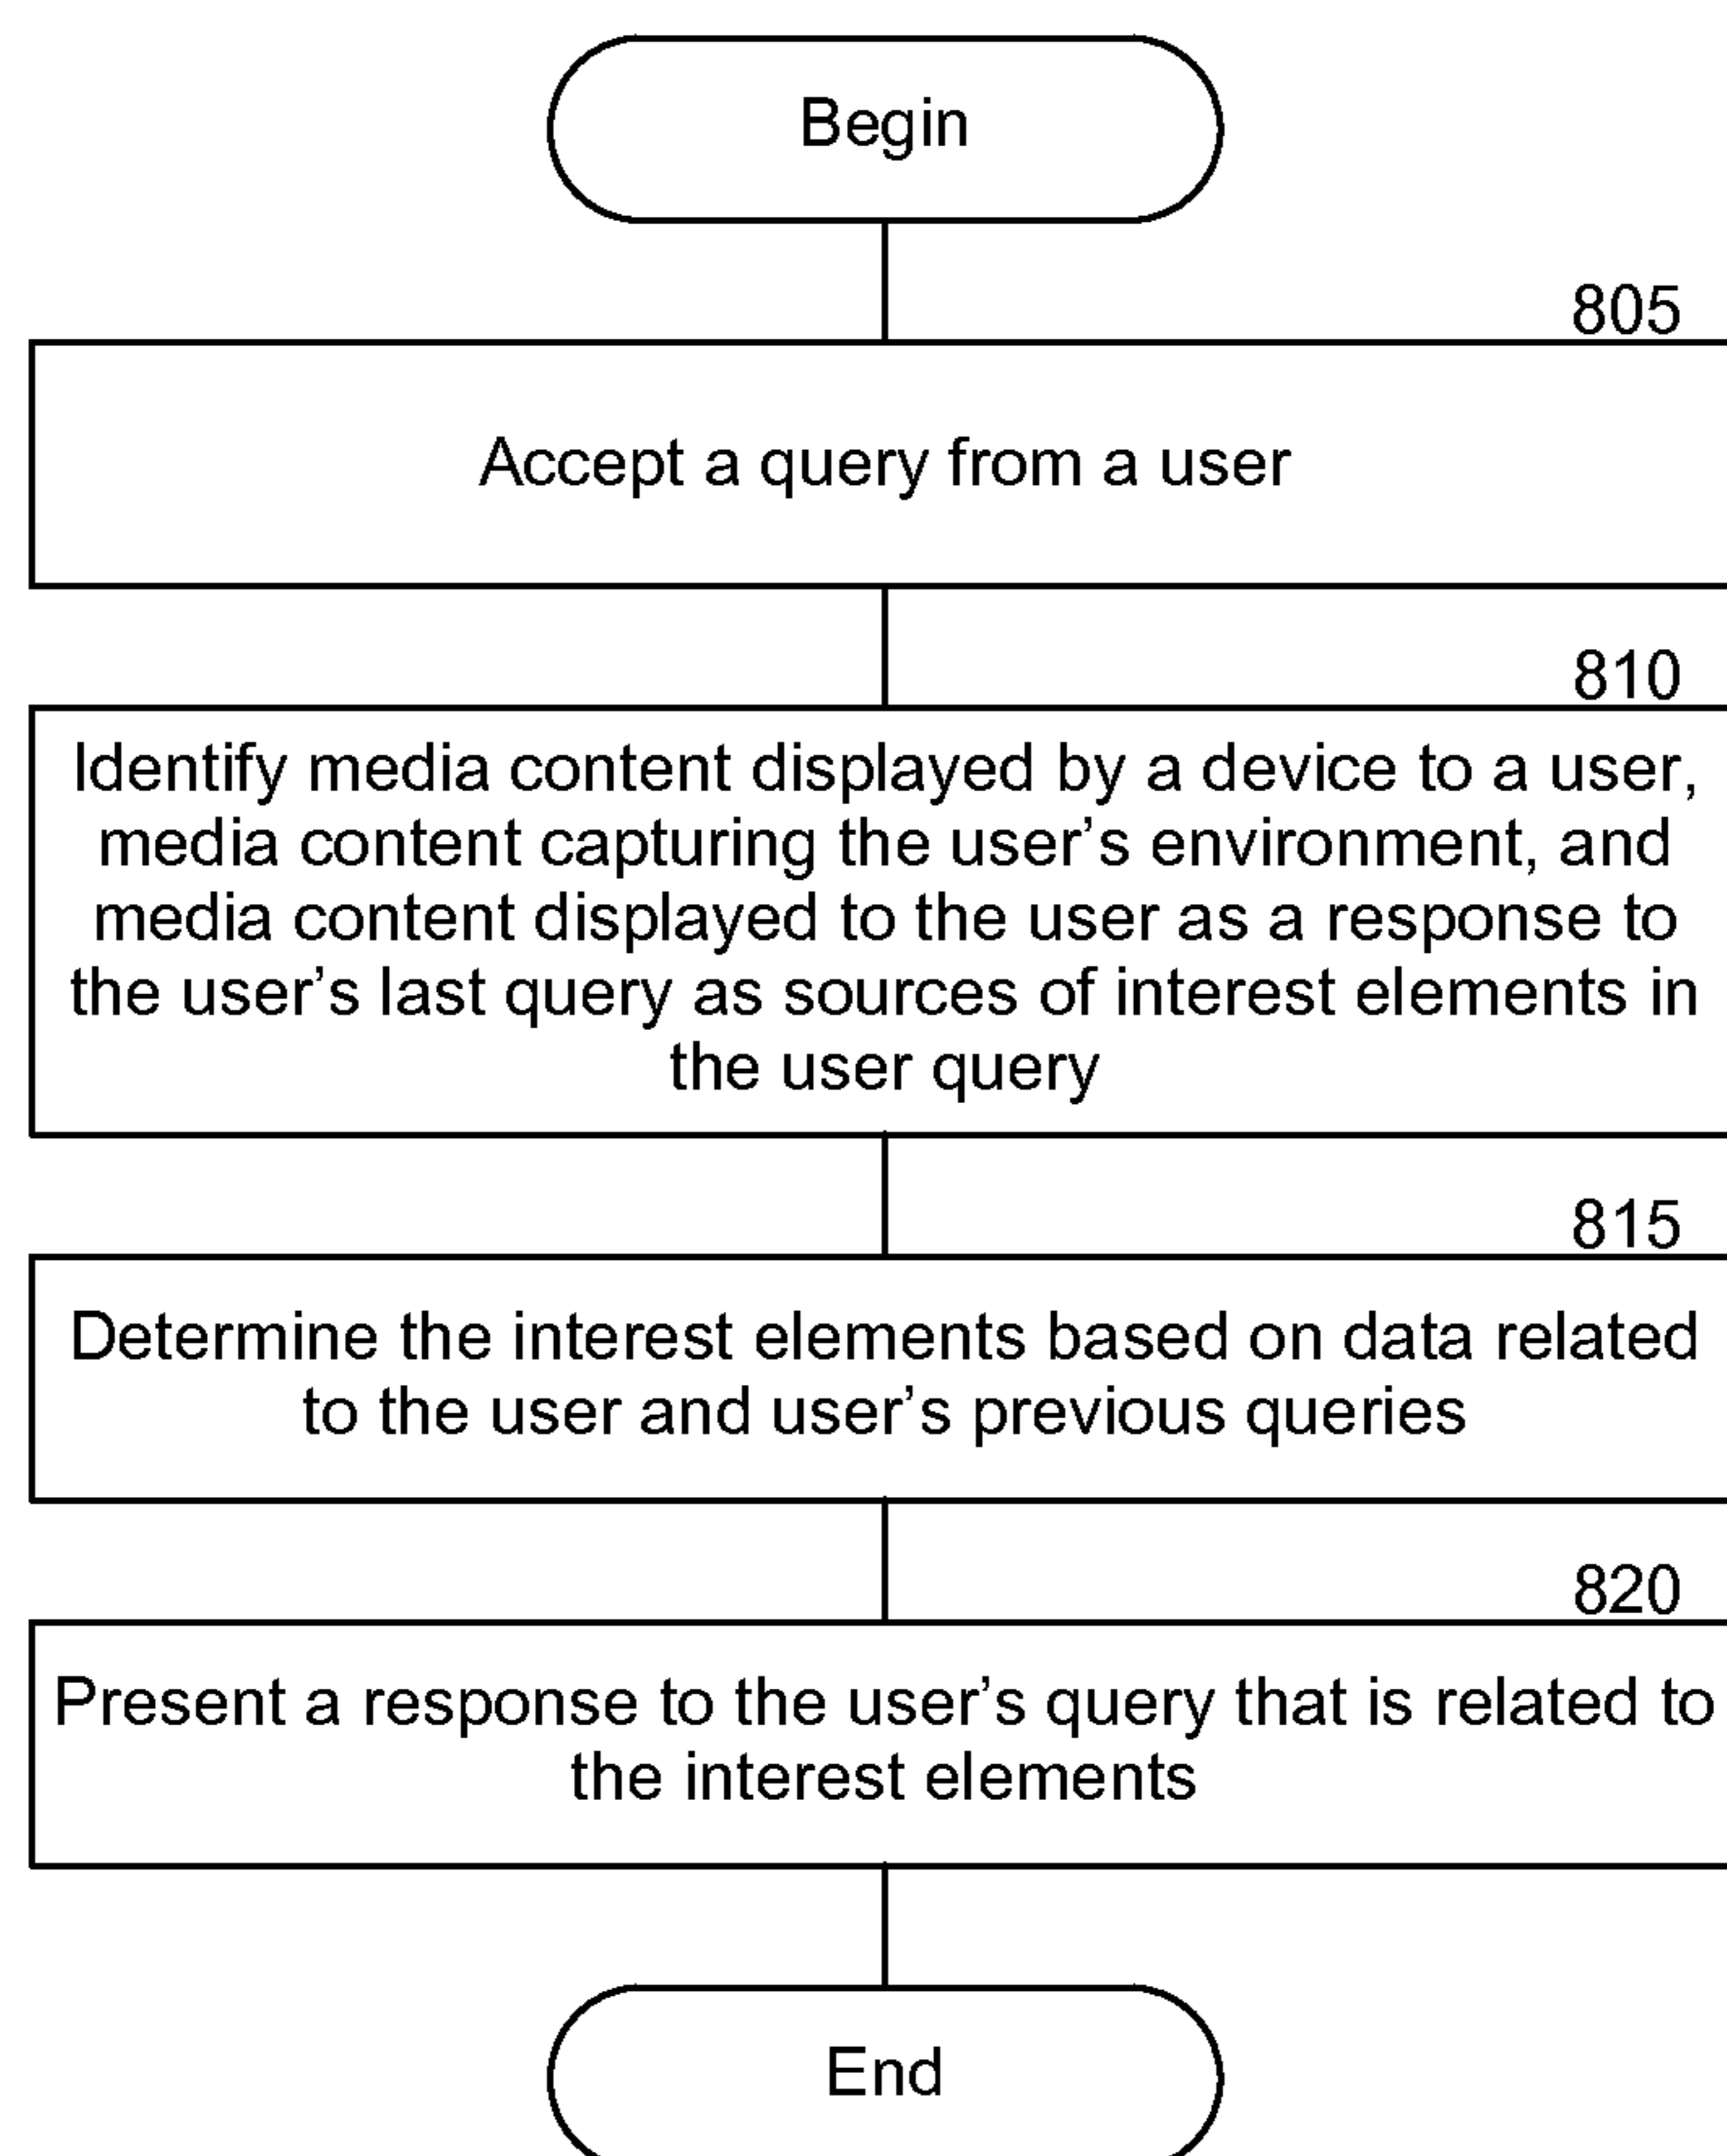 Begin
805
Accept a query from a user
810
Identify media content displayed by a device to a user,
media content capturing the user’s environment, and
media content displayed to the user as a response to
the user’s last query as sources of interest elements in
the user query
815
Determine the interest elements based on data related
to the user and user’s previous queries
820
Present a response to the user’s query that is related to
the interest elements
End